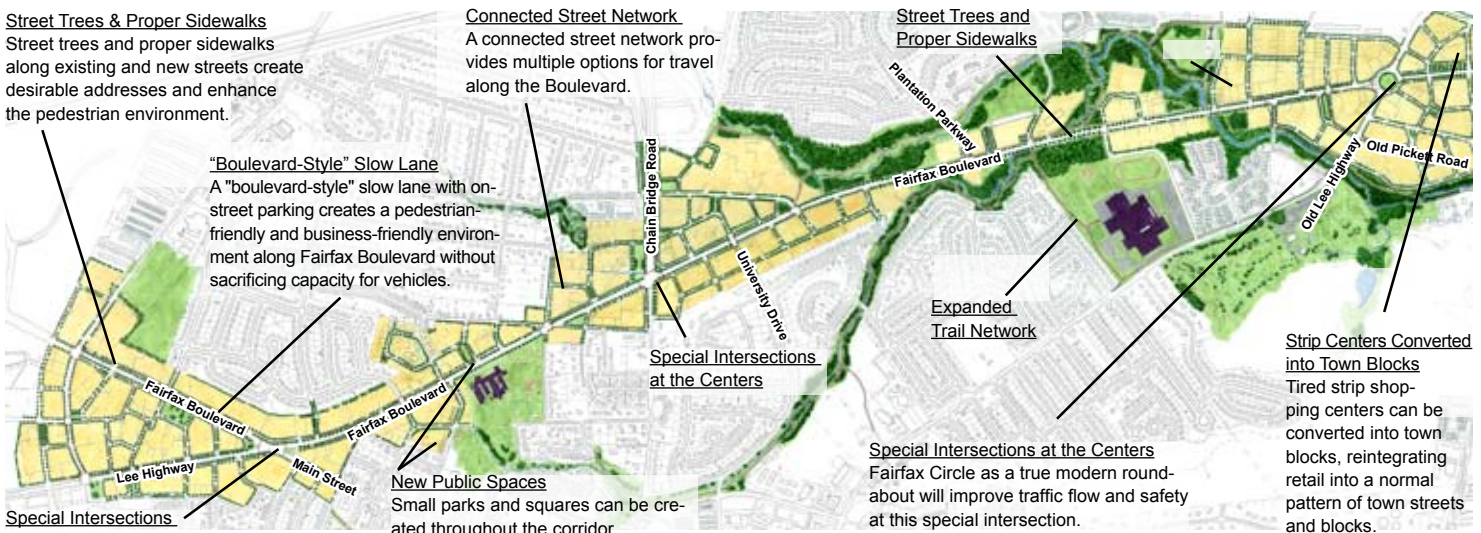 Street Trees & Proper Sidewalks
Street trees and proper sidewalks
along existing and new streets create
desirable addresses and enhance
the pedestrian environment.
"Boulevard-Style" Slow Lane
A "boulevard-style" slow lane with on-
street parking creates a pedestrian-
friendly and business-friendly environ-
ment along Fairfax Boulevard without
sacrificing capacity for vehicles.
Connected Street Network
A connected street network pro-
vides multiple options for travel
along the Boulevard.
Street Trees and
Proper Sidewalks
Plantation Parkway
Fairfax Boulevard
Chain Bridge Road
University Drive
Old Lee Highway
Old Pickett Road
Expanded
Trail Network
Special Intersections
at the Centers
Fairfax Boulevard
Fairfax Boulevard
Lee Highway
Main Street
Special Intersections
New Public Spaces
Small parks and squares can be cre-
ated throughout the corridor
Special Intersections at the Centers
Fairfax Circle as a true modern round-
about will improve traffic flow and safety
at this special intersection.
Strip Centers Converted
into Town Blocks
Tired strip shop-
ping centers can be
converted into town
blocks, reintegrating
retail into a normal
pattern of town streets
and blocks.